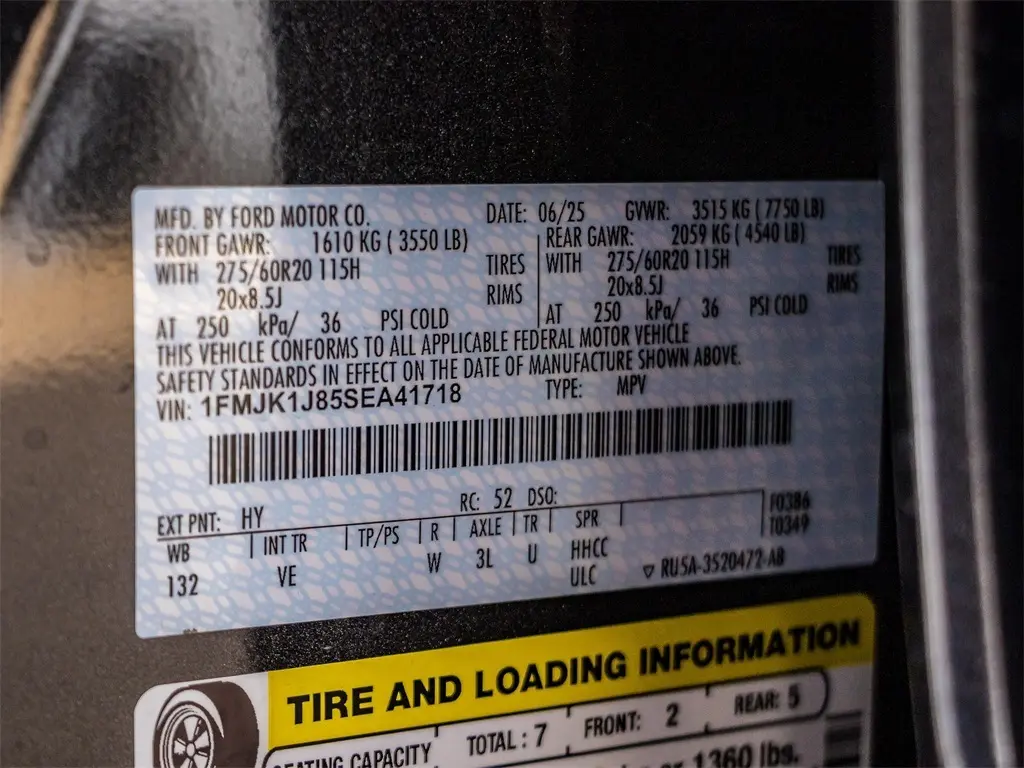 MFD. BY FORD MOTOR CO. DATE: 06/25 GVWR: 3515 KG ( 7750 LB)
FRONT GAWR: 1610 KG ( 3550 LB) REAR GAWR: 2059 KG ( 4540 LB)
WITH 275/60R20 115H TIRES WITH 275/60R20 115H TIRES
20x8.5J RIMS 20x8.5J RIMS
AT 250 kPa/ 36 PSI COLD AT 250 kPa/ 36 PSI COLD
THIS VEHICLE CONFORMS TO ALL APPLICABLE FEDERAL MOTOR VEHICLE
SAFETY STANDARDS IN EFFECT ON THE DATE OF MANUFACTURE SHOWN ABOVE.
VIN: 1FMJK1J85SEA41718 TYPE: MPV
EXT PNT: HY RC: 52 DSO: F0386
WB INT TR TP/PS R AXLE TR SPR T0349
132 VE W 3L U HHCC
ULC RU5A-3520472-AB
TIRE AND LOADING INFORMATION
SEATING CAPACITY TOTAL : 7 FRONT: 2 REAR: 5
or 1360 lbs.